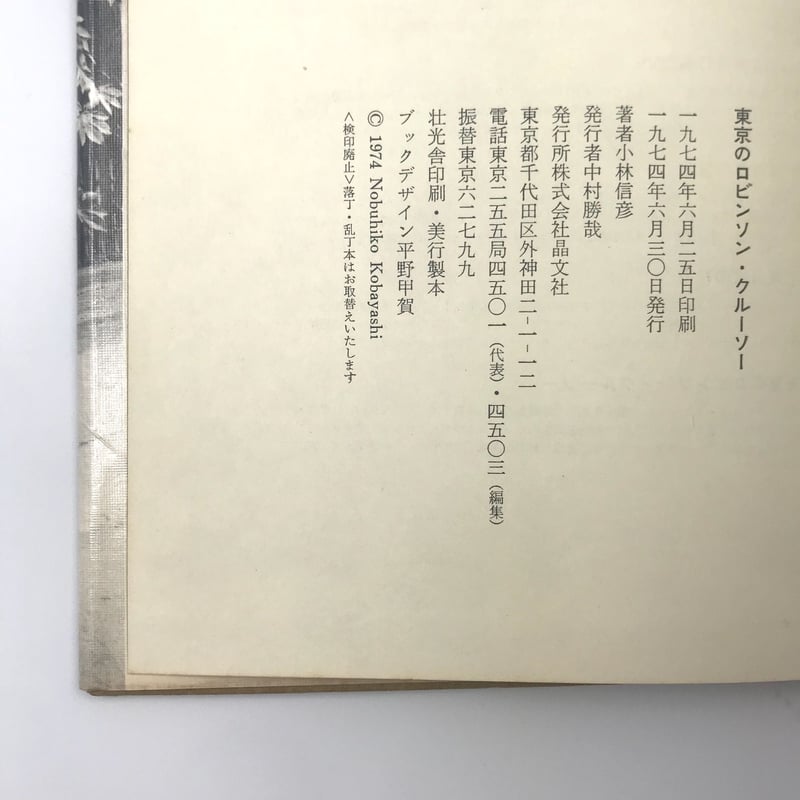 東京のロビンソン・クルーソー
一九七四年六月二五日印刷
一九七四年六月三〇日発行
著者小林信彦
発行者中村勝哉
発行所株式会社晶文社
東京都千代田区外神田二-一-一二
電話東京二五五局四五〇一（代表）・四五〇三（編集）
振替東京六二七九九
壮光舎印刷・美行製本
ブックデザイン平野甲賀
© 1974 Nobuhiko Kobayashi
〈検印廃止〉落丁・乱丁本はお取替えいたします